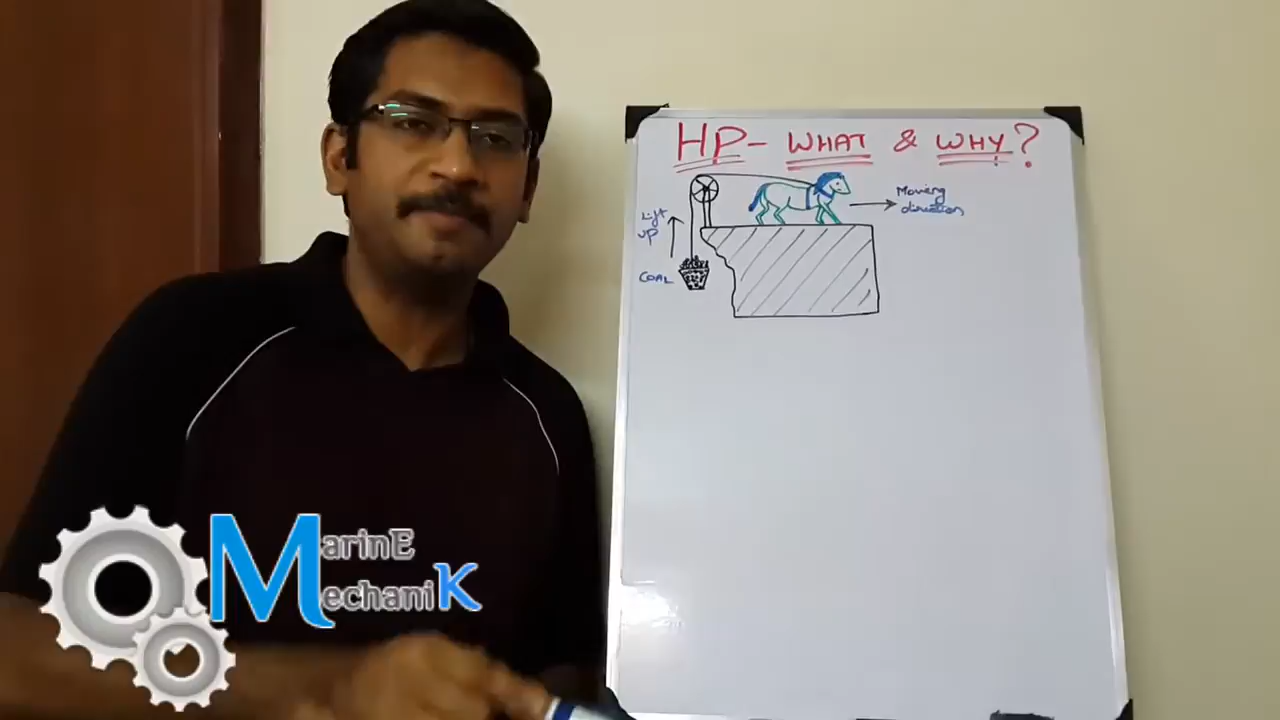 HP - WHAT & WHY?
Moving
direction
Lift
UP
COAL
MarinE
MechaniK